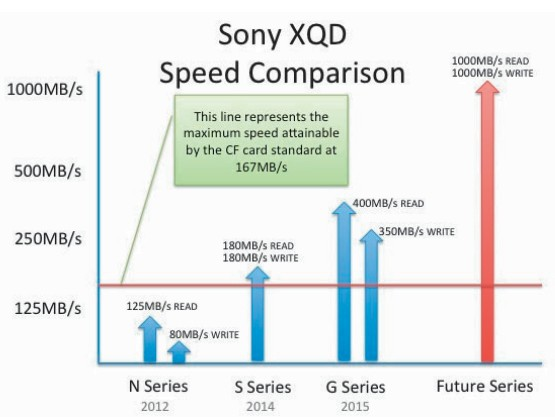 Sony XQD
Speed Comparison
1000MB/s READ
1000MB/s WRITE
1000MB/s
This line represents the
maximum speed attainable
by the CF card standard at
167MB/s
500MB/s
400MB/s READ
350MB/s WRITE
250MB/s
180MB/s READ
180MB/s WRITE
125MB/s
125MB/s READ
80MB/s WRITE
N Series
S Series
G Series
Future Series
2012
2014
2015